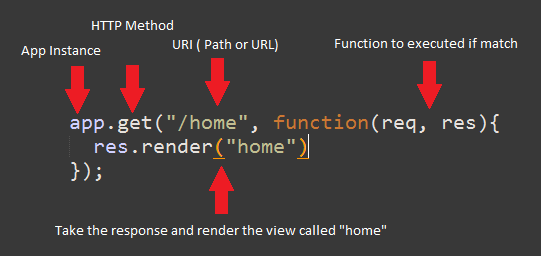 HTTP Method
App Instance
URI ( Path or URL)
Function to executed if match
app.get("/home", function(req, res){
  res.render("home")
});
Take the response and render the view called "home"